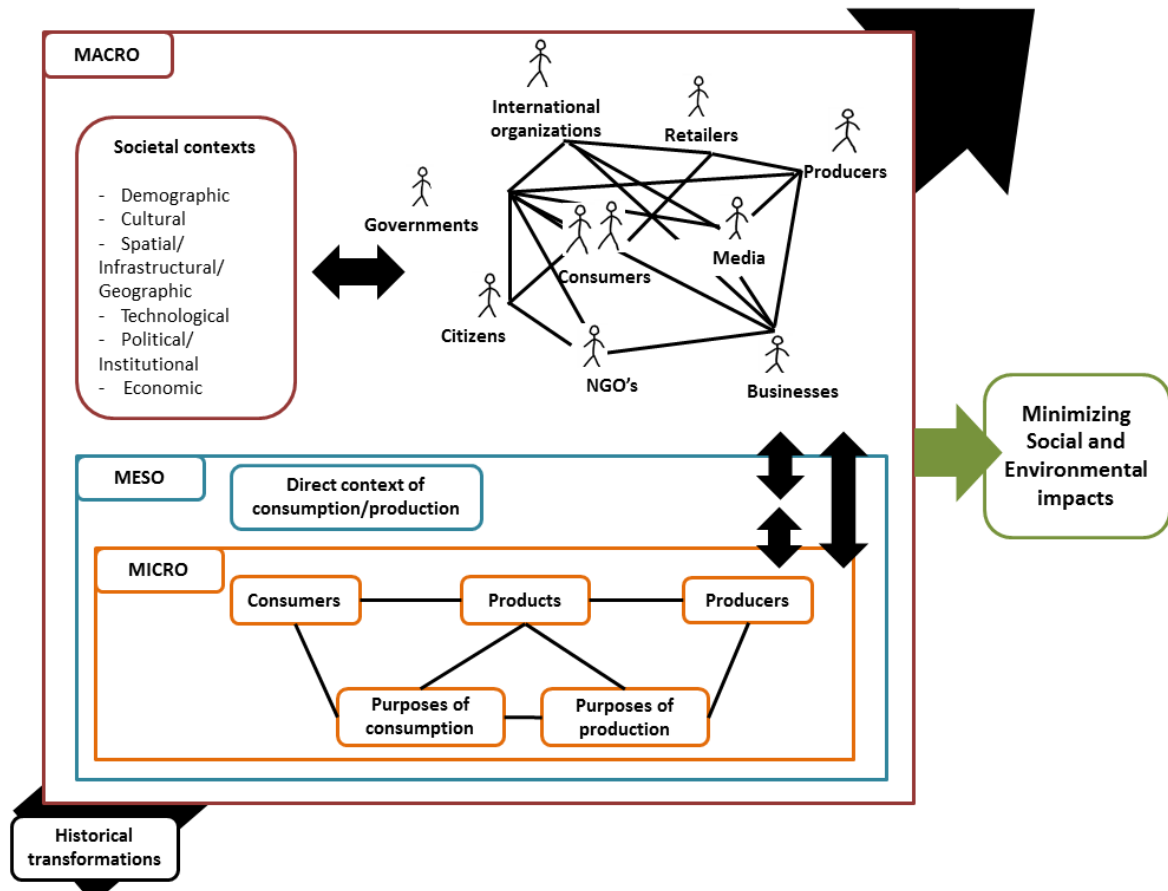 MACRO
Societal contexts
- Demographic
- Cultural
- Spatial/
Infrastructural/
Geographic
- Technological
- Political/
Institutional
- Economic
International
organizations
Retailers
Producers
Governments
Consumers
Media
Citizens
NGO's
Businesses
Minimizing
Social and
Environmental
impacts
MESO
Direct context of
consumption/production
MICRO
Consumers
Products
Producers
Purposes of
consumption
Purposes of
production
Historical
transformations